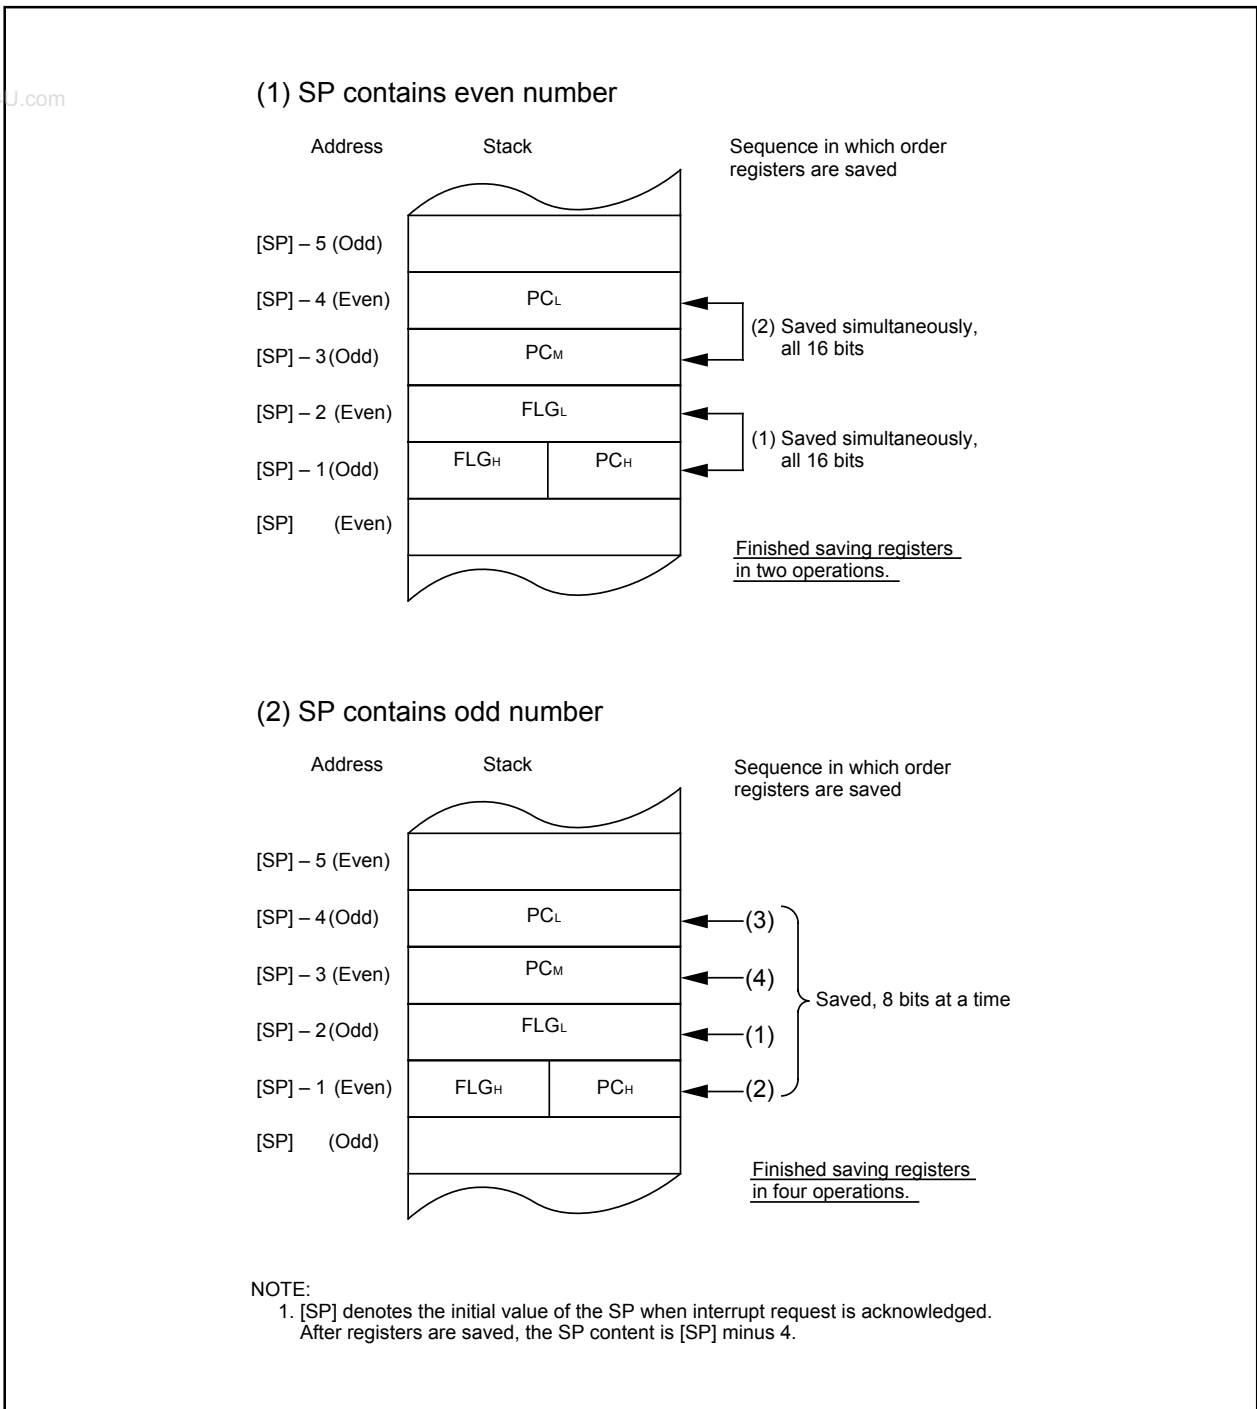 U.com
(1) SP contains even number
Address Stack Sequence in which order
registers are saved
[SP] – 5 (Odd)
[SP] – 4 (Even) PCL
(2) Saved simultaneously,
all 16 bits
[SP] – 3 (Odd) PCM
[SP] – 2 (Even) FLGL
(1) Saved simultaneously,
all 16 bits
[SP] – 1 (Odd) FLGH PCH
[SP] (Even)
Finished saving registers
in two operations.
(2) SP contains odd number
Address Stack Sequence in which order
registers are saved
[SP] – 5 (Even)
[SP] – 4 (Odd) PCL (3)
[SP] – 3 (Even) PCM (4)
Saved, 8 bits at a time
[SP] – 2 (Odd) FLGL (1)
[SP] – 1 (Even) FLGH PCH (2)
[SP] (Odd)
Finished saving registers
in four operations.
NOTE:
1. [SP] denotes the initial value of the SP when interrupt request is acknowledged.
After registers are saved, the SP content is [SP] minus 4.